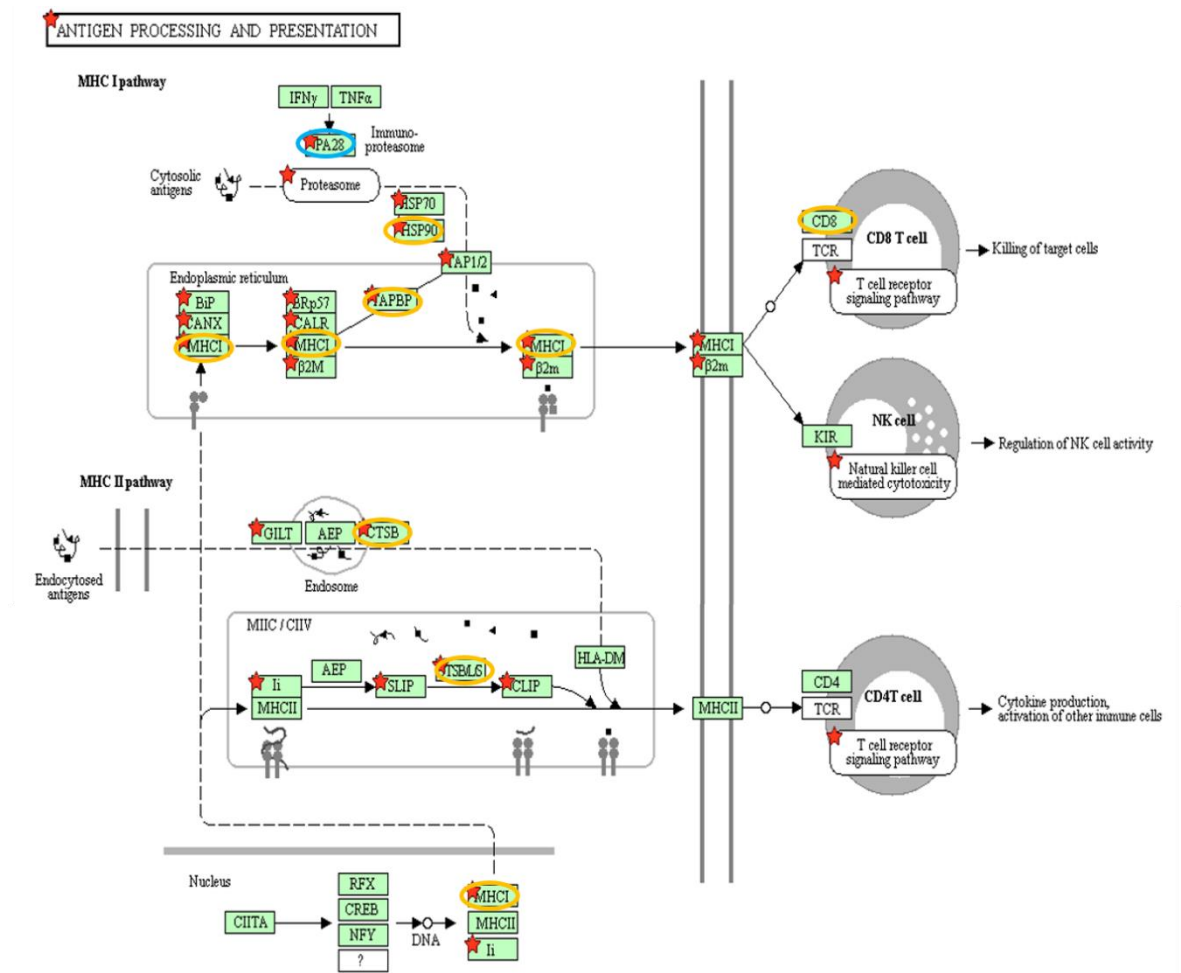 ANTIGEN PROCESSING AND PRESENTATION
MHC I pathway
IFNγ
TNFα
PA28
Immuno-
proteasome
Cytosolic
antigens
Proteasome
HSP70
HSP90
TAP1/2
Endoplasmic reticulum
BiP
CANX
MHCI
BRp57
CALR
MHCI
β2M
TAPBP
MHCI
β2m
MHCI
β2m
CD8
TCR
CD8 T cell
T cell receptor
signaling pathway
Killing of target cells
KIR
NK cell
Natural killer cell
mediated cytotoxicity
Regulation of NK cell activity
MHC II pathway
Endocytosed
antigens
GILT
AEP
CTSB
Endosome
MIIC / CIIV
Ii
MHCII
AEP
SLIP
TSB/L/S
CLIP
HLA-DM
MHCII
CD4
TCR
CD4T cell
T cell receptor
signaling pathway
Cytokine production,
activation of other immune cells
Nucleus
CIITA
RFX
CREB
NFY
?
DNA
MHCI
MHCII
Ii